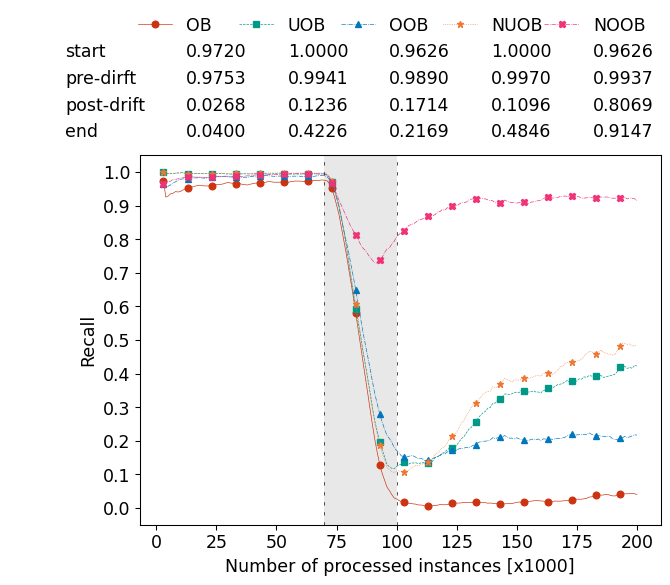 OB UOB OOB NUOB NOOB
start 0.9720 1.0000 0.9626 1.0000 0.9626
pre-dirft 0.9753 0.9941 0.9890 0.9970 0.9937
post-drift 0.0268 0.1236 0.1714 0.1096 0.8069
end 0.0400 0.4226 0.2169 0.4846 0.9147
1.0
0.9
0.8
0.7
0.6
0.5
0.4
0.3
0.2
0.1
0.0
Recall
0 25 50 75 100 125 150 175 200
Number of processed instances [x1000]